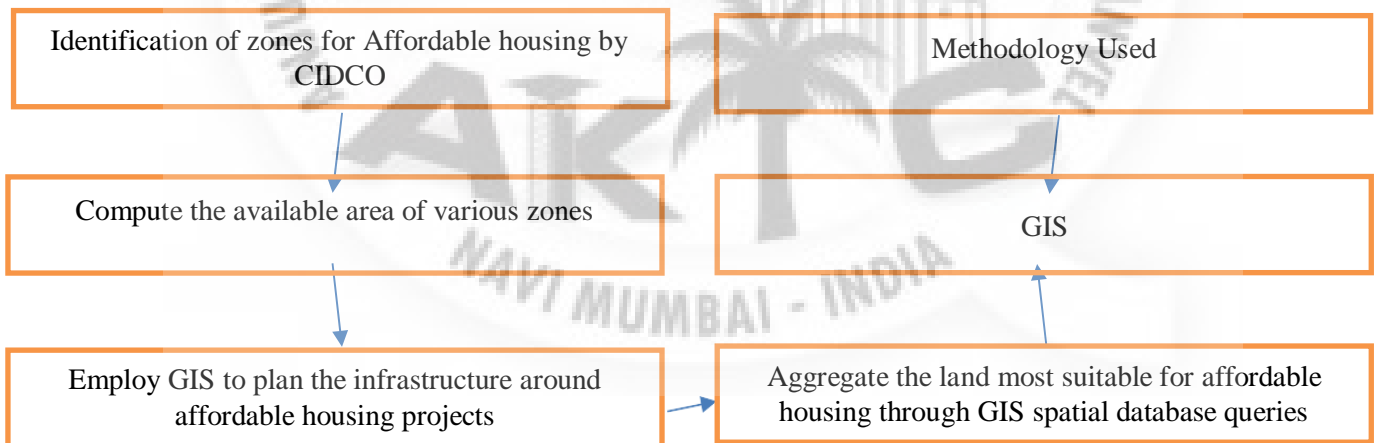 Identification of zones for Affordable housing by
CIDCO
Methodology Used
Compute the available area of various zones
GIS
Employ GIS to plan the infrastructure around
affordable housing projects
Aggregate the land most suitable for affordable
housing through GIS spatial database queries
AKTC
NAVI MUMBAI - INDIA